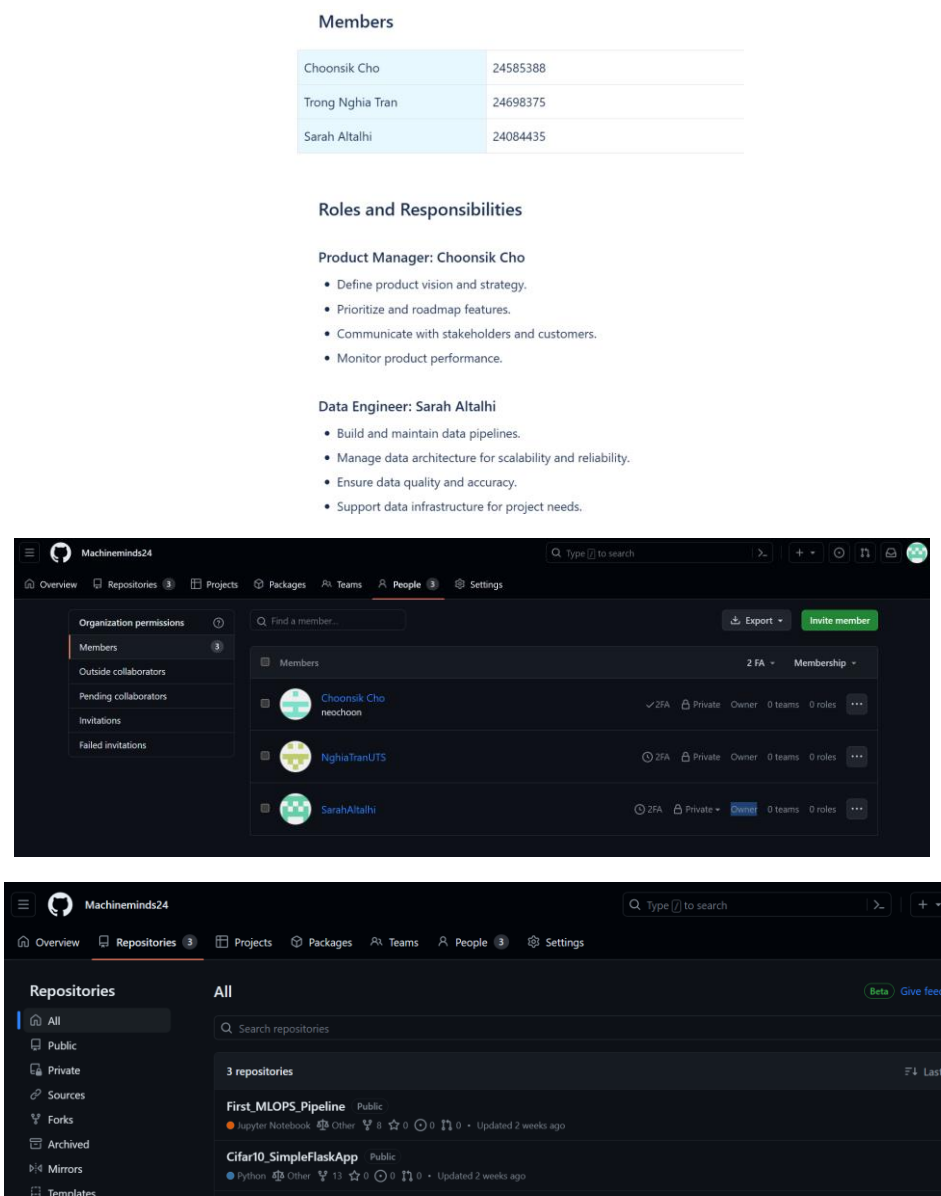 Members
Choonsik Cho 24585388
Trong Nghia Tran 24698375
Sarah Altalhi 24084435
Roles and Responsibilities
Product Manager: Choonsik Cho
• Define product vision and strategy.
• Prioritize and roadmap features.
• Communicate with stakeholders and customers.
• Monitor product performance.
Data Engineer: Sarah Altalhi
• Build and maintain data pipelines.
• Manage data architecture for scalability and reliability.
• Ensure data quality and accuracy.
• Support data infrastructure for project needs.
Machineminds24 Type / to search
Overview Repositories 3 Projects Packages Teams People 3 Settings
Organization permissions
Members 3
Outside collaborators
Pending collaborators
Invitations
Failed invitations
Find a member... Export Invite member
Members 2 FA Membership
Choonsik Cho
neochoon
2FA Private Owner 0 teams 0 roles
NghiaTranUTS 2FA Private Owner 0 teams 0 roles
SarahAltalhi 2FA Private Owner 0 teams 0 roles
Machineminds24 Type / to search
Overview Repositories 3 Projects Packages Teams People 3 Settings
Repositories
All
Public
Private
Sources
Forks
Archived
Mirrors
Templates
All Beta Give feed
Search repositories
3 repositories Last
First_MLOPS_Pipeline Public
Jupyter Notebook Other 8 0 0 0 • Updated 2 weeks ago
Cifar10_SimpleFlaskApp Public
Python Other 13 0 0 0 • Updated 2 weeks ago